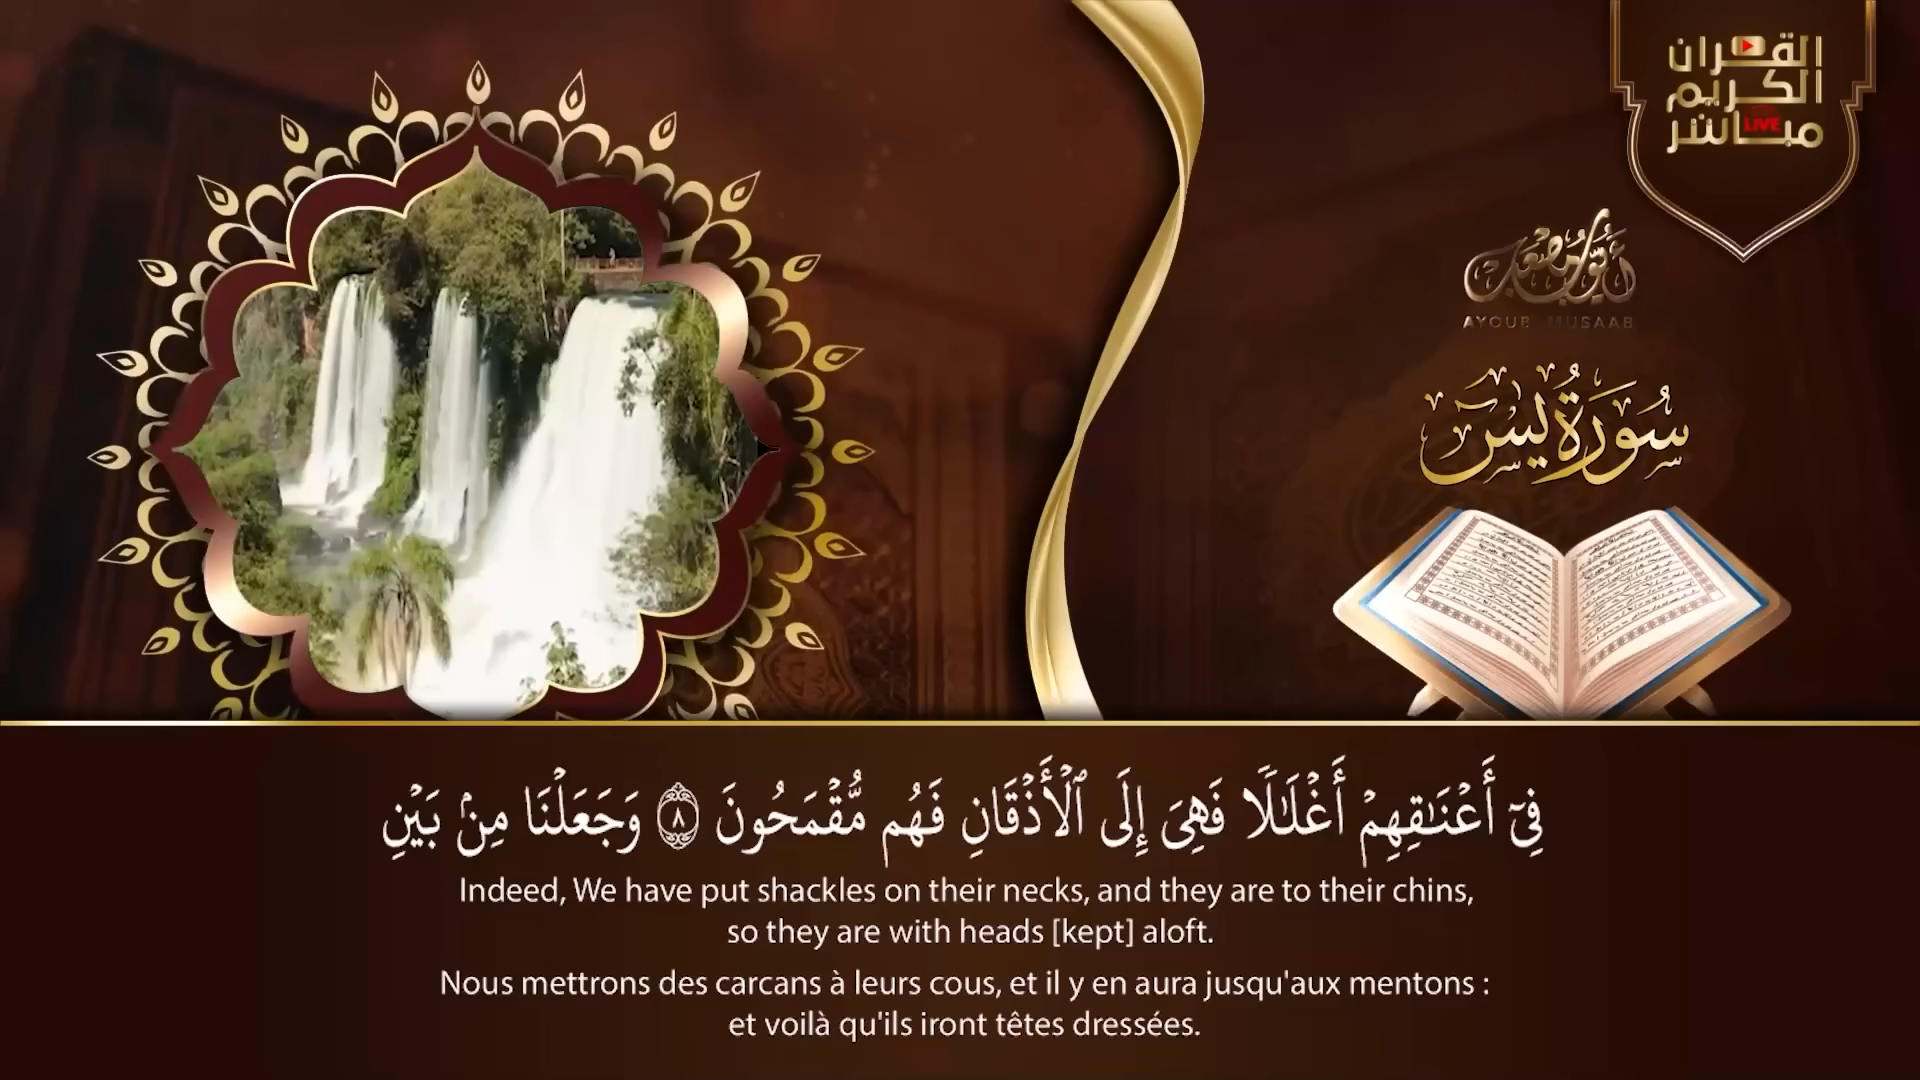 القرآن
الكريم
LIVE
مباشر
أيوب مصعب
AYOUB MUSAAB
سُورَةُ يس
فِىٓ أَعْنَـٰقِهِمْ أَغْلَـٰلًا فَهِىَ إِلَى ٱلْأَذْقَانِ فَهُم مُّقْمَحُونَ ٨ وَجَعَلْنَا مِنۢ بَيْنِ
Indeed, We have put shackles on their necks, and they are to their chins,
so they are with heads [kept] aloft.
Nous mettrons des carcans à leurs cous, et il y en aura jusqu'aux mentons :
et voilà qu'ils iront têtes dressées.